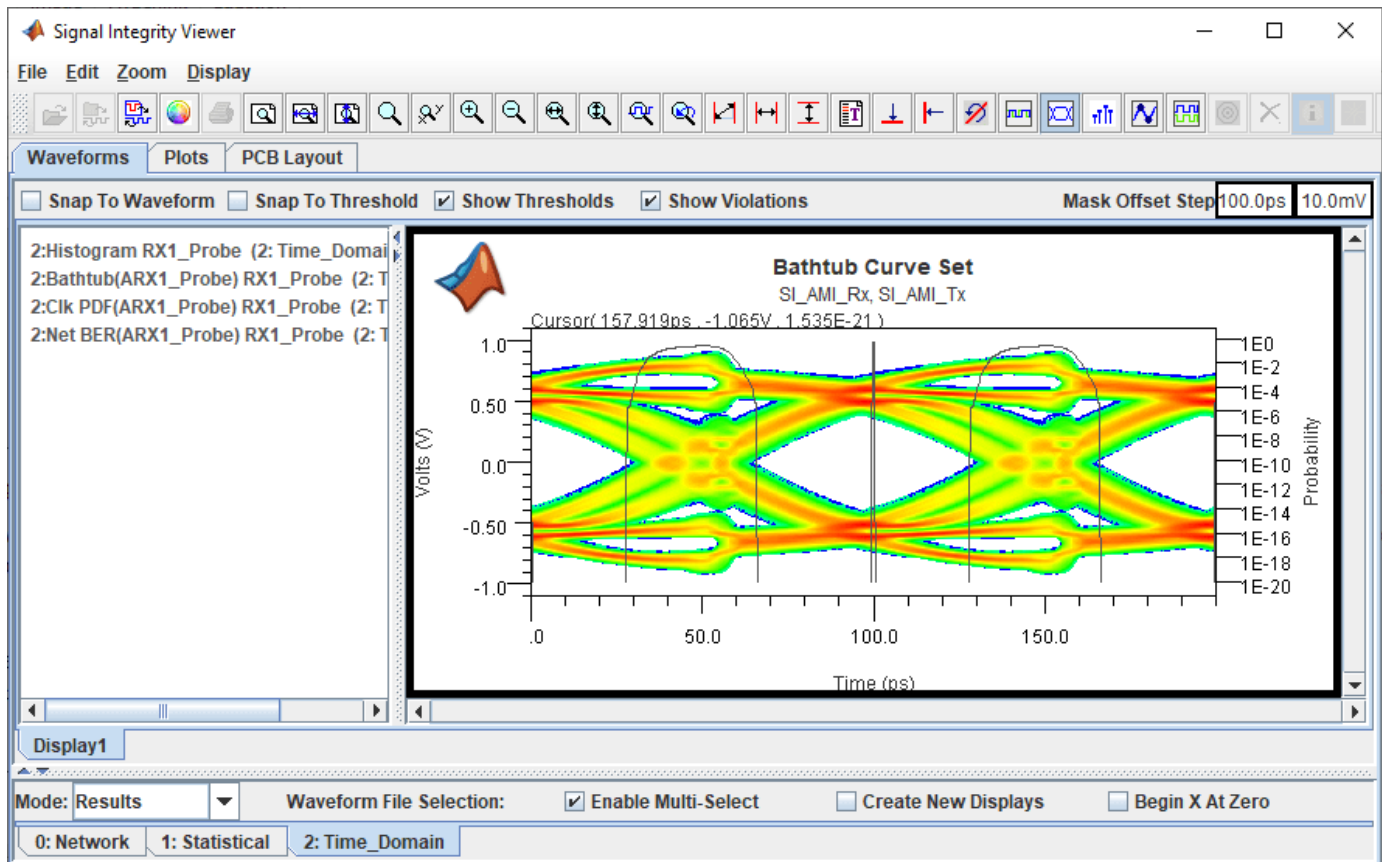 Signal Integrity Viewer
File Edit Zoom Display
Waveforms Plots PCB Layout
Snap To Waveform Snap To Threshold Show Thresholds Show Violations Mask Offset Step 100.0ps 10.0mV
2:Histogram RX1_Probe (2: Time_Domai
2:Bathtub(ARX1_Probe) RX1_Probe (2: T
2:Clk PDF(ARX1_Probe) RX1_Probe (2: T
2:Net BER(ARX1_Probe) RX1_Probe (2: T
Bathtub Curve Set
SI_AMI_Rx, SI_AMI_Tx
Cursor( 157.919ps , -1.065V , 1.535E-21 )
Volts (V)
1.0
0.50
0.0
-0.50
-1.0
1E0
1E-2
1E-4
1E-6
1E-8
1E-10
1E-12
1E-14
1E-16
1E-18
1E-20
Probability
.0 50.0 100.0 150.0
Time (ps)
Display1
Mode: Results Waveform File Selection: Enable Multi-Select Create New Displays Begin X At Zero
0: Network 1: Statistical 2: Time_Domain